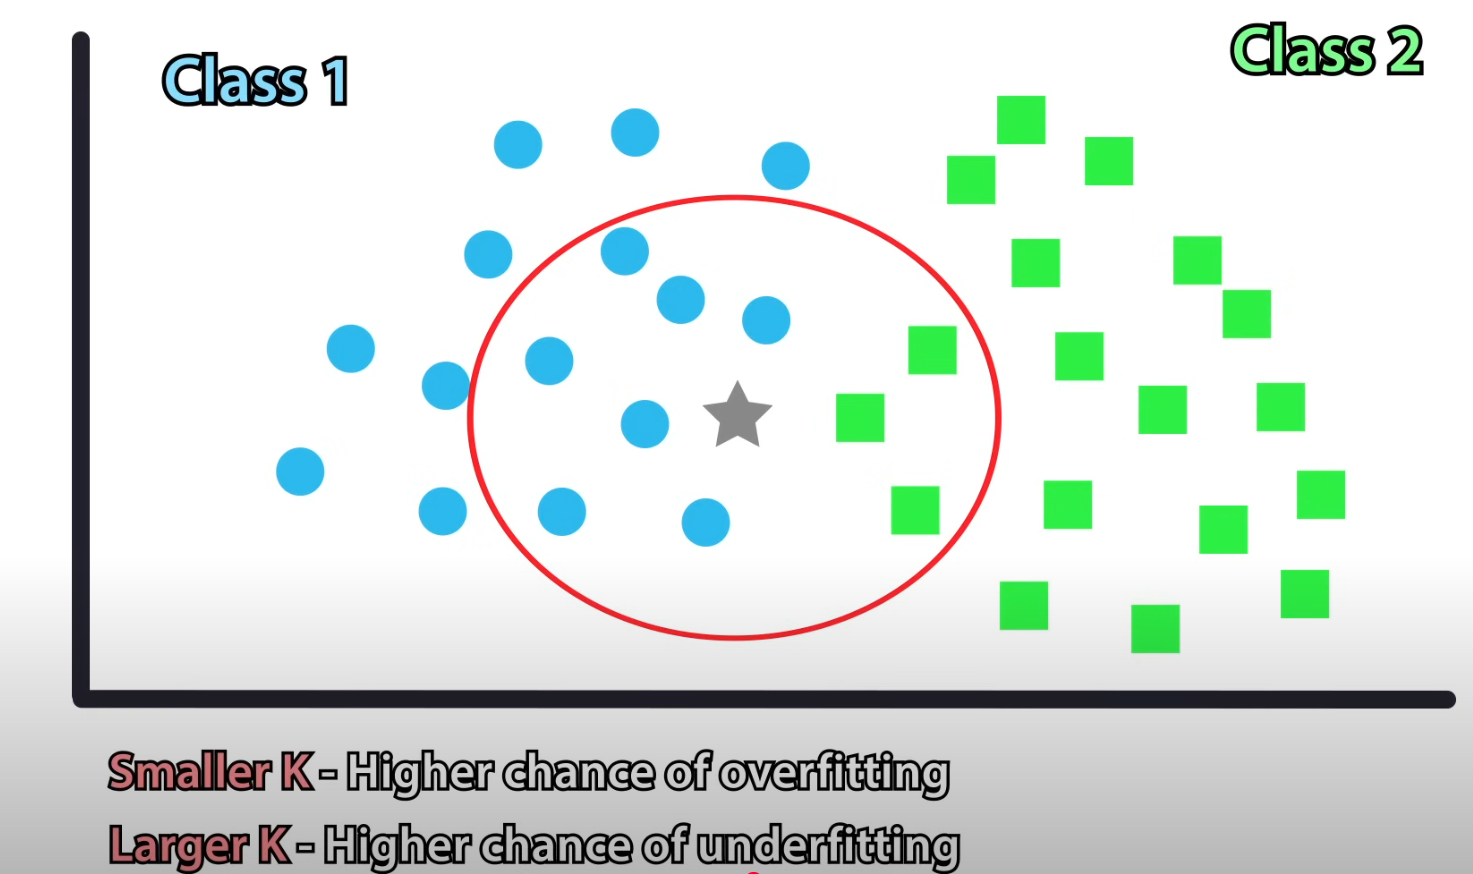 Class 1
Class 2
Smaller K - Higher chance of overfitting
Larger K - Higher chance of underfitting